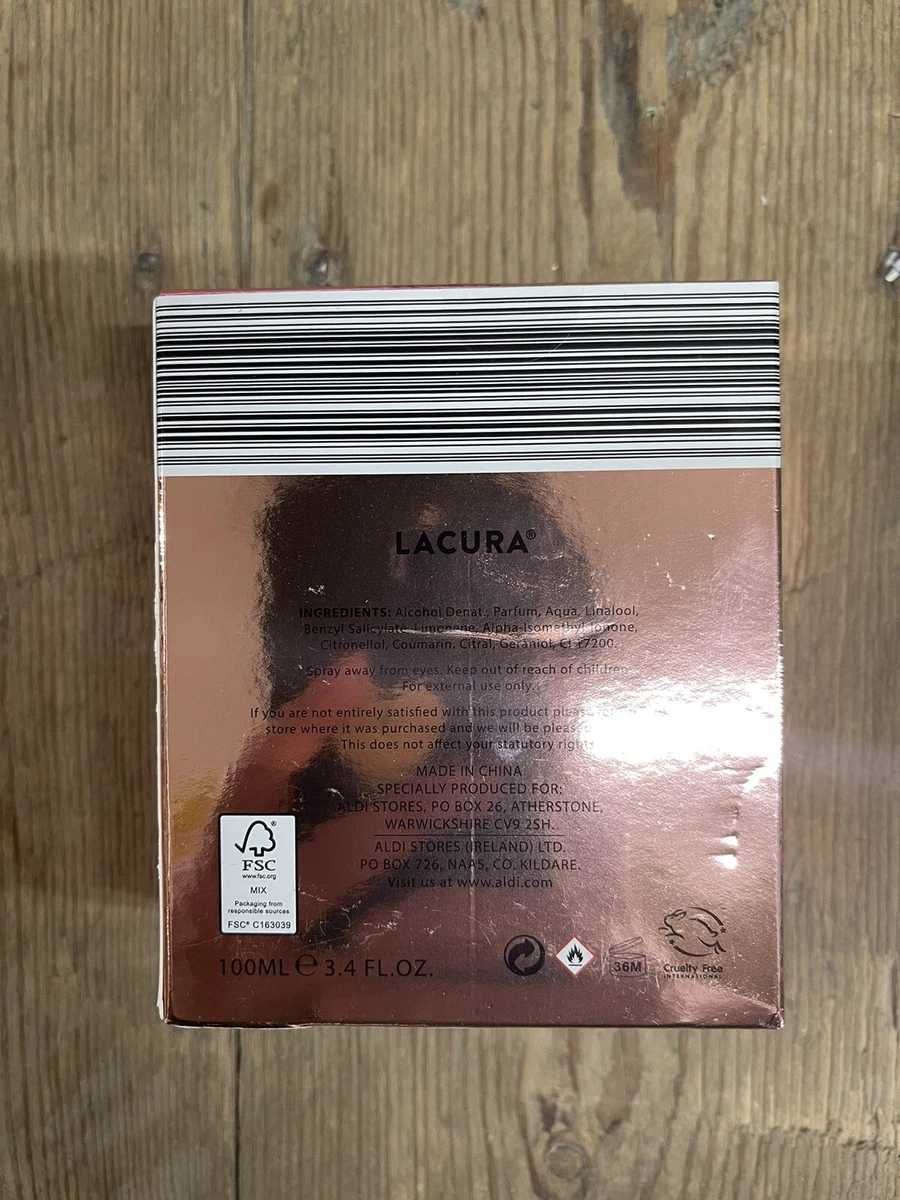 LACURA®
INGREDIENTS: Alcohol Denat., Parfum, Aqua, Linalool,
Benzyl Salicylate, Limonene, Alpha-Isomethyl Ionone,
Citronellol, Coumarin, Citral, Geraniol, CI 17200.
Spray away from eyes. Keep out of reach of children.
For external use only.
If you are not entirely satisfied with this product
store where it was purchased and we will be
This does not affect your statutory
MADE IN CHINA
SPECIALLY PRODUCED FOR:
ALDI STORES, PO BOX 26, ATHERSTONE,
WARWICKSHIRE CV9 2SH.
ALDI STORES (IRELAND) LTD.
PO BOX 726, NAAS, CO. KILDARE.
Visit us at www.aldi.com
FSC®
www.fsc.org
MIX
Packaging from
responsible sources
FSC® C163039
100ML ℮ 3.4 FL.OZ.
36M
Cruelty Free
INTERNATIONAL